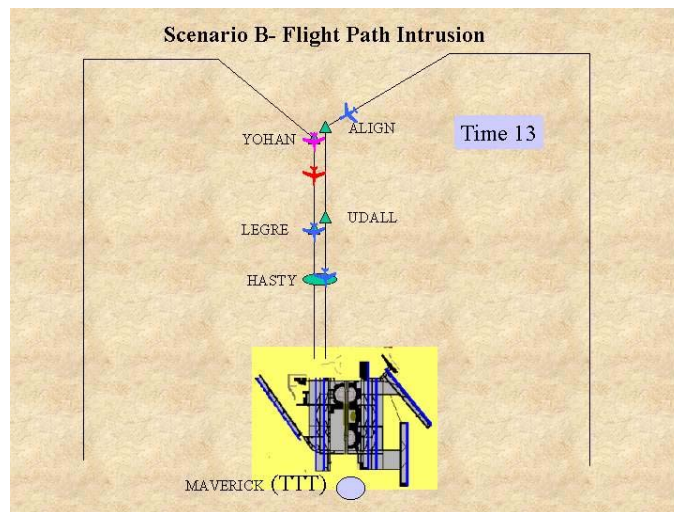 Scenario B- Flight Path Intrusion
ALIGN
YOHAN
Time 13
UDALL
LEGRE
HASTY
MAVERICK (TTT)